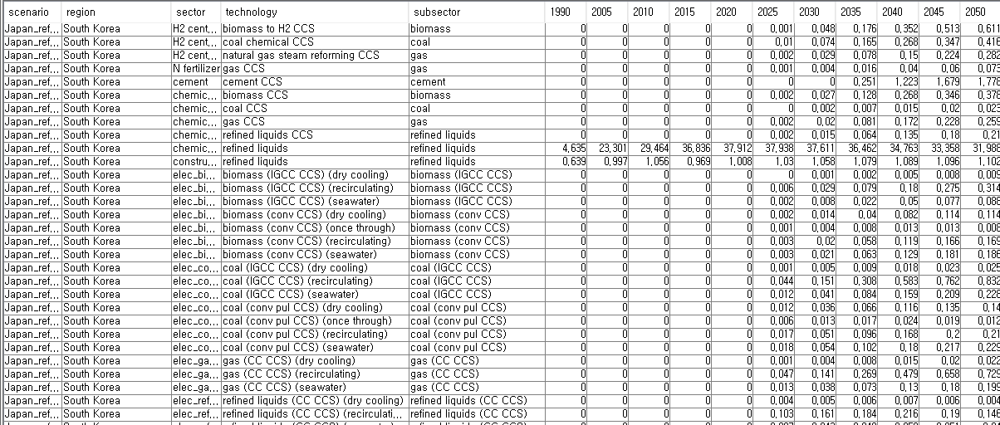 scenario region sector technology subsector 1990 2005 2010 2015 2020 2025 2030 2035 2040 2045 2050
Japan_ref,,, South Korea H2 cent,,, biomass to H2 CCS biomass 0 0 0 0 0 0,001 0,048 0,176 0,352 0,513 0,611
Japan_ref,,, South Korea H2 cent,,, coal chemical CCS coal 0 0 0 0 0 0,01 0,074 0,165 0,268 0,347 0,416
Japan_ref,,, South Korea H2 cent,,, natural gas steam reforming CCS gas 0 0 0 0 0 0,002 0,029 0,078 0,15 0,224 0,282
Japan_ref,,, South Korea N fertilizer gas CCS gas 0 0 0 0 0 0,001 0,004 0,016 0,04 0,06 0,073
Japan_ref,,, South Korea cement cement CCS cement 0 0 0 0 0 0 0 0,251 1,223 1,679 1,778
Japan_ref,,, South Korea chemic,,, biomass CCS biomass 0 0 0 0 0 0,002 0,027 0,128 0,268 0,346 0,378
Japan_ref,,, South Korea chemic,,, coal CCS coal 0 0 0 0 0 0 0,002 0,007 0,015 0,02 0,023
Japan_ref,,, South Korea chemic,,, gas CCS gas 0 0 0 0 0 0,002 0,02 0,081 0,172 0,228 0,259
Japan_ref,,, South Korea chemic,,, refined liquids CCS refined liquids 0 0 0 0 0 0,002 0,015 0,064 0,135 0,18 0,21
Japan_ref,,, South Korea chemic,,, refined liquids refined liquids 4,635 23,301 29,464 36,836 37,912 37,938 37,611 36,462 34,763 33,358 31,988
Japan_ref,,, South Korea constru,,, refined liquids refined liquids 0,639 0,997 1,056 0,969 1,008 1,03 1,058 1,079 1,089 1,096 1,102
Japan_ref,,, South Korea elec_bi,,, biomass (IGCC CCS) (dry cooling) biomass (IGCC CCS) 0 0 0 0 0 0 0,001 0,002 0,005 0,008 0,009
Japan_ref,,, South Korea elec_bi,,, biomass (IGCC CCS) (recirculating) biomass (IGCC CCS) 0 0 0 0 0 0,006 0,029 0,079 0,18 0,275 0,314
Japan_ref,,, South Korea elec_bi,,, biomass (IGCC CCS) (seawater) biomass (IGCC CCS) 0 0 0 0 0 0,002 0,008 0,022 0,05 0,077 0,088
Japan_ref,,, South Korea elec_bi,,, biomass (conv CCS) (dry cooling) biomass (conv CCS) 0 0 0 0 0 0,002 0,014 0,04 0,082 0,114 0,114
Japan_ref,,, South Korea elec_bi,,, biomass (conv CCS) (once through) biomass (conv CCS) 0 0 0 0 0 0,001 0,004 0,008 0,013 0,013 0,008
Japan_ref,,, South Korea elec_bi,,, biomass (conv CCS) (recirculating) biomass (conv CCS) 0 0 0 0 0 0,003 0,02 0,058 0,119 0,166 0,169
Japan_ref,,, South Korea elec_bi,,, biomass (conv CCS) (seawater) biomass (conv CCS) 0 0 0 0 0 0,003 0,021 0,063 0,129 0,181 0,186
Japan_ref,,, South Korea elec_co,,, coal (IGCC CCS) (dry cooling) coal (IGCC CCS) 0 0 0 0 0 0,001 0,005 0,009 0,018 0,023 0,025
Japan_ref,,, South Korea elec_co,,, coal (IGCC CCS) (recirculating) coal (IGCC CCS) 0 0 0 0 0 0,044 0,151 0,308 0,583 0,762 0,832
Japan_ref,,, South Korea elec_co,,, coal (IGCC CCS) (seawater) coal (IGCC CCS) 0 0 0 0 0 0,012 0,041 0,084 0,159 0,209 0,228
Japan_ref,,, South Korea elec_co,,, coal (conv pul CCS) (dry cooling) coal (conv pul CCS) 0 0 0 0 0 0,012 0,036 0,066 0,116 0,135 0,14
Japan_ref,,, South Korea elec_co,,, coal (conv pul CCS) (once through) coal (conv pul CCS) 0 0 0 0 0 0,006 0,013 0,017 0,024 0,019 0,012
Japan_ref,,, South Korea elec_co,,, coal (conv pul CCS) (recirculating) coal (conv pul CCS) 0 0 0 0 0 0,017 0,051 0,096 0,168 0,2 0,21
Japan_ref,,, South Korea elec_co,,, coal (conv pul CCS) (seawater) coal (conv pul CCS) 0 0 0 0 0 0,018 0,054 0,102 0,18 0,217 0,229
Japan_ref,,, South Korea elec_ga,,, gas (CC CCS) (dry cooling) gas (CC CCS) 0 0 0 0 0 0,001 0,004 0,008 0,015 0,02 0,022
Japan_ref,,, South Korea elec_ga,,, gas (CC CCS) (recirculating) gas (CC CCS) 0 0 0 0 0 0,047 0,141 0,269 0,479 0,658 0,729
Japan_ref,,, South Korea elec_ga,,, gas (CC CCS) (seawater) gas (CC CCS) 0 0 0 0 0 0,013 0,038 0,073 0,13 0,18 0,199
Japan_ref,,, South Korea elec_ref,,, refined liquids (CC CCS) (dry cooling) refined liquids (CC CCS) 0 0 0 0 0 0,004 0,005 0,006 0,007 0,006 0,004
Japan_ref,,, South Korea elec_ref,,, refined liquids (CC CCS) (recirculati,,, refined liquids (CC CCS) 0 0 0 0 0 0,103 0,161 0,184 0,216 0,19 0,146